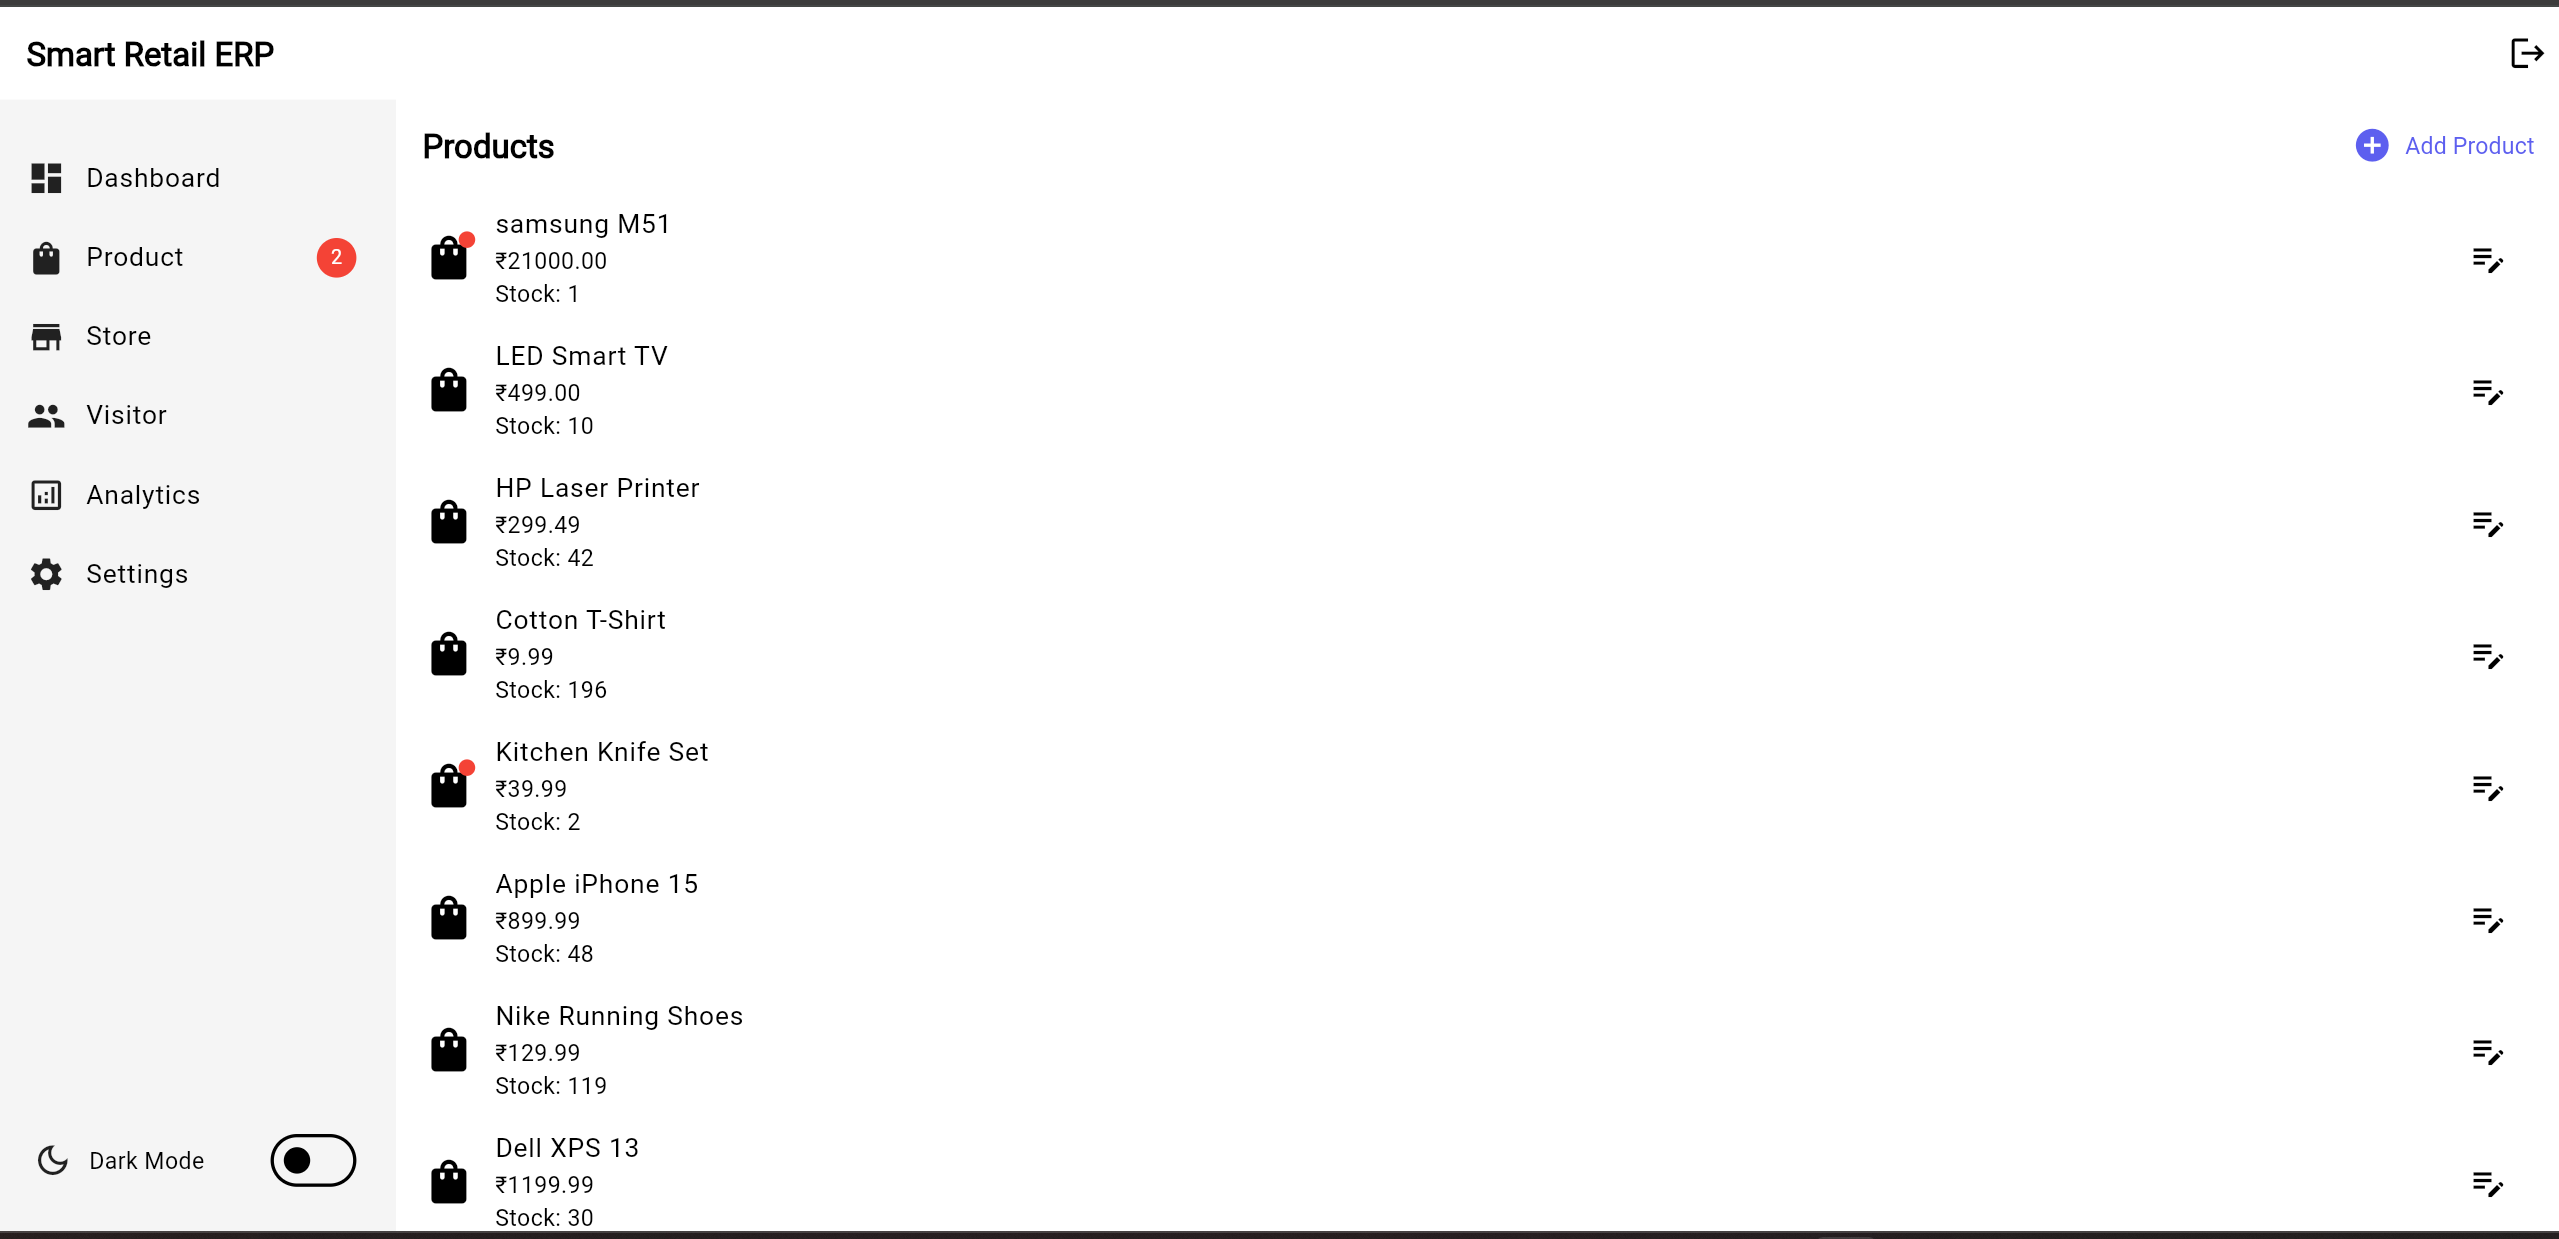 Smart Retail ERP
Dashboard
Product
2
Store
Visitor
Analytics
Settings
Dark Mode
Products
Add Product
samsung M51
₹21000.00
Stock: 1
LED Smart TV
₹499.00
Stock: 10
HP Laser Printer
₹299.49
Stock: 42
Cotton T-Shirt
₹9.99
Stock: 196
Kitchen Knife Set
₹39.99
Stock: 2
Apple iPhone 15
₹899.99
Stock: 48
Nike Running Shoes
₹129.99
Stock: 119
Dell XPS 13
₹1199.99
Stock: 30